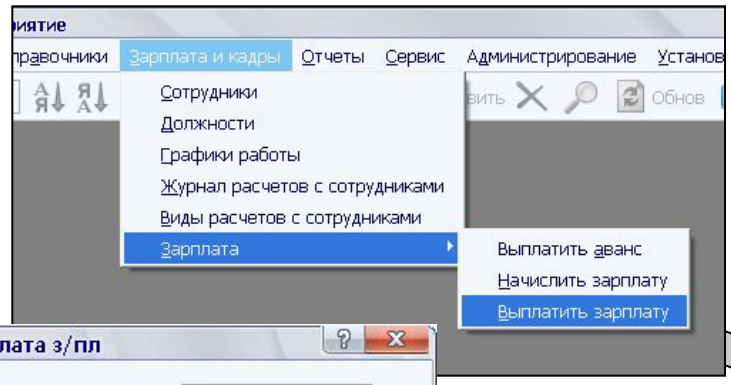 иятие
правочники Зарплата и кадры Отчеты Сервис Администрирование Установ
А Я Я А вить Обнов
Сотрудники
Должности
Графики работы
Журнал расчетов с сотрудниками
Виды расчетов с сотрудниками
Зарплата
Выплатить аванс
Начислить зарплату
Выплатить зарплату
лата з/пл